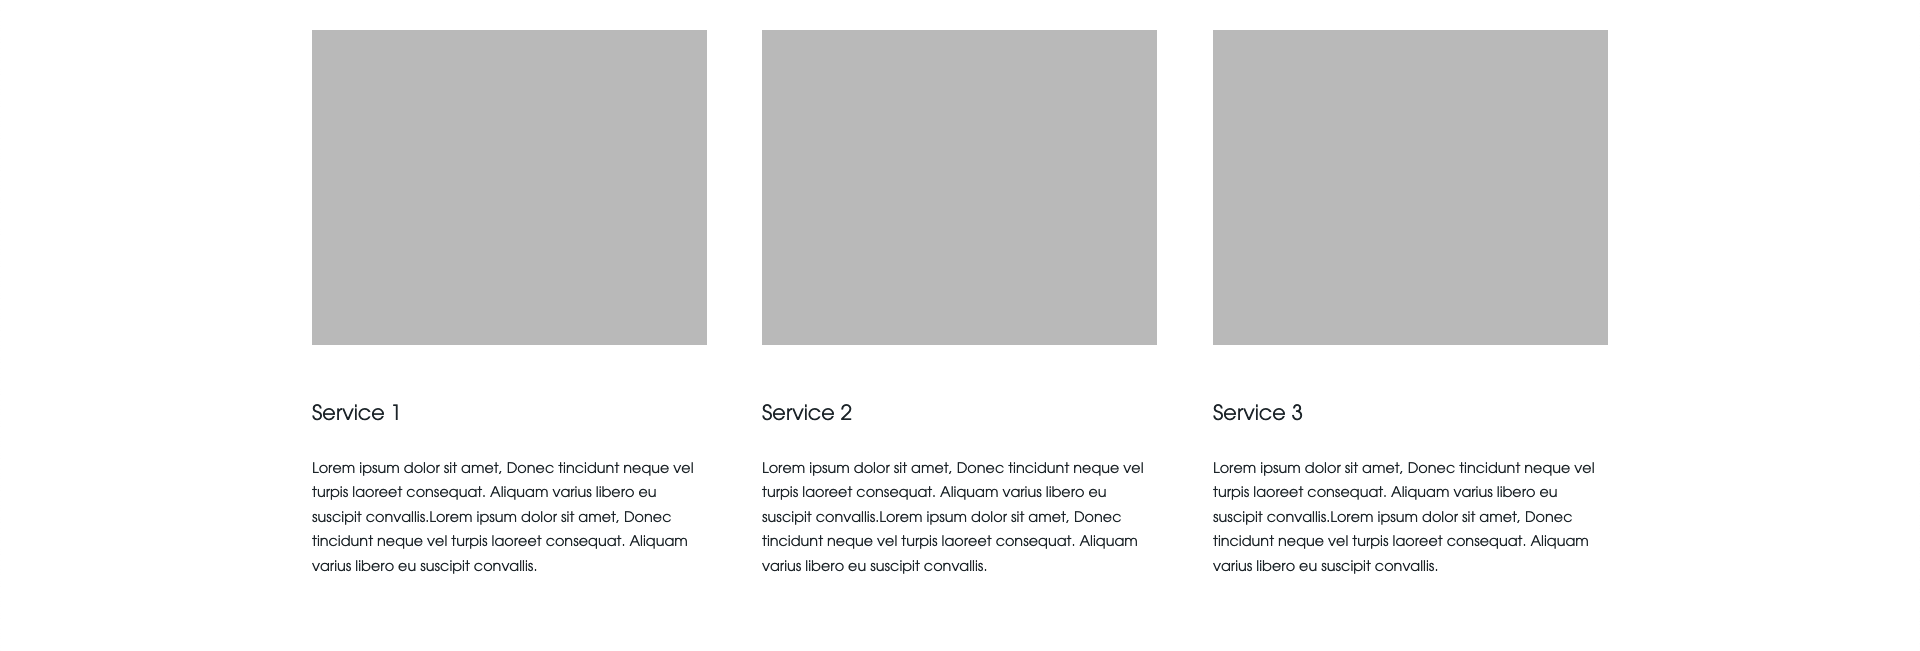 Service 1
Lorem ipsum dolor sit amet, Donec tincidunt neque vel
turpis laoreet consequat. Aliquam varius libero eu
suscipit convallis.Lorem ipsum dolor sit amet, Donec
tincidunt neque vel turpis laoreet consequat. Aliquam
varius libero eu suscipit convallis.
Service 2
Lorem ipsum dolor sit amet, Donec tincidunt neque vel
turpis laoreet consequat. Aliquam varius libero eu
suscipit convallis.Lorem ipsum dolor sit amet, Donec
tincidunt neque vel turpis laoreet consequat. Aliquam
varius libero eu suscipit convallis.
Service 3
Lorem ipsum dolor sit amet, Donec tincidunt neque vel
turpis laoreet consequat. Aliquam varius libero eu
suscipit convallis.Lorem ipsum dolor sit amet, Donec
tincidunt neque vel turpis laoreet consequat. Aliquam
varius libero eu suscipit convallis.